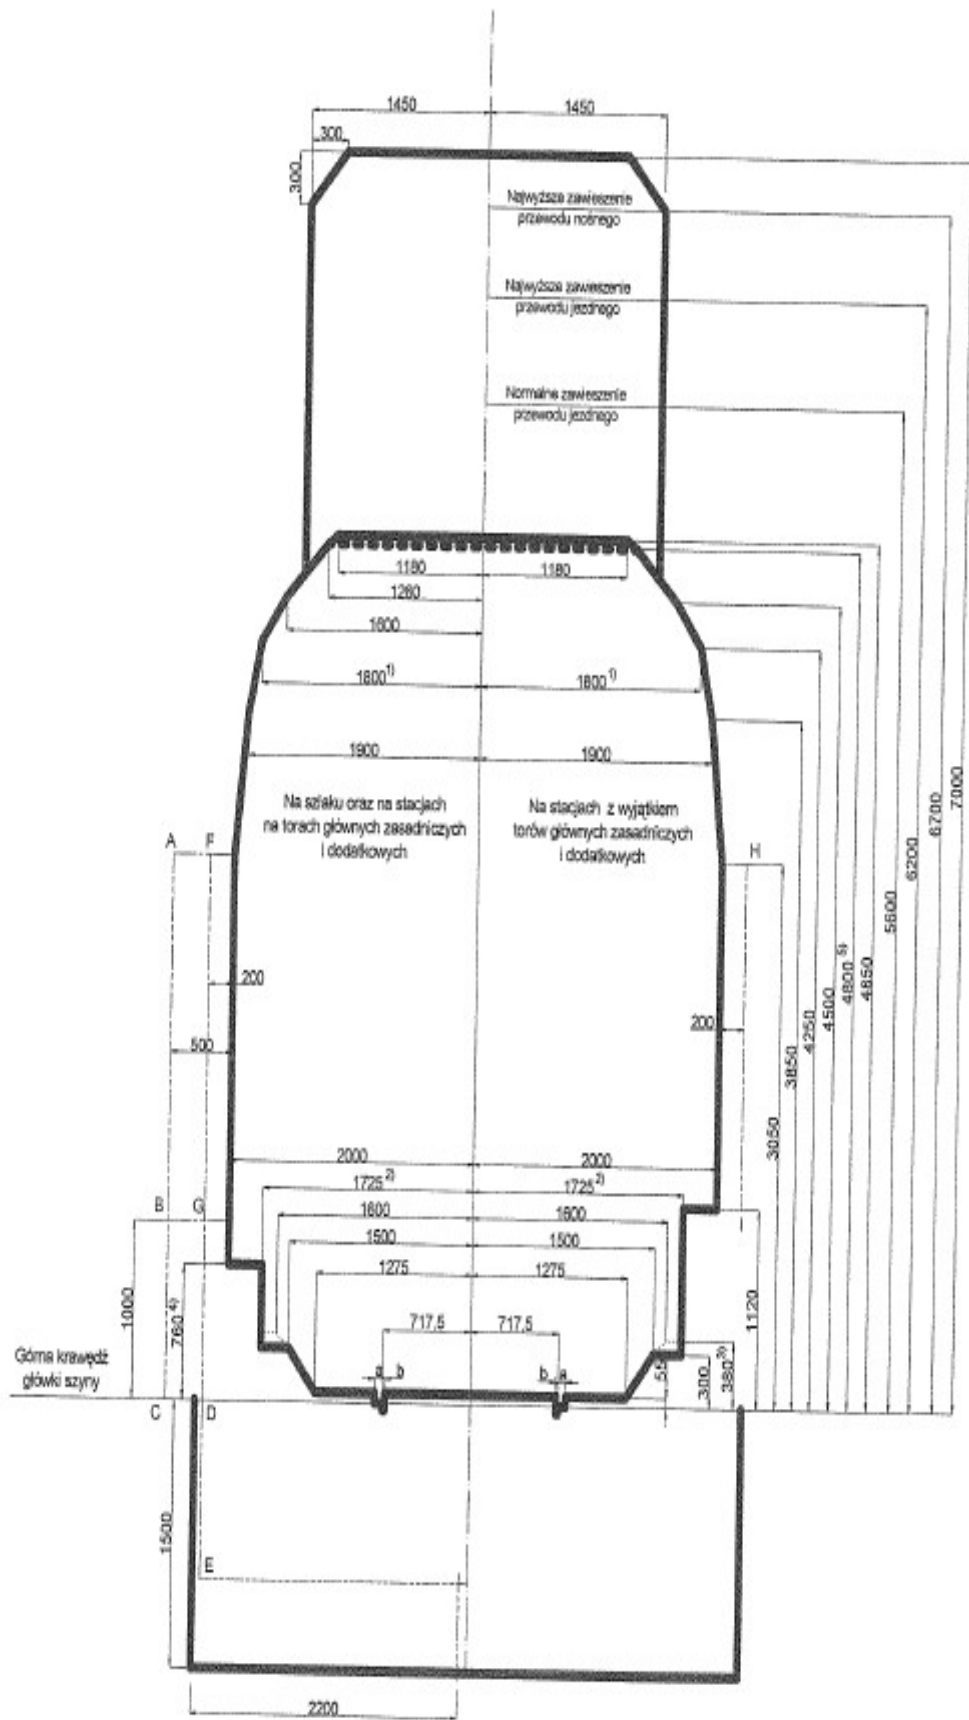 1450 1450
300
300
Najwyższe zawieszenie
przewodu nośnego
Najwyższe zawieszenie
przewodu jezdnego
Normalne zawieszenie
przewodu jezdnego
1180 1180
1260
1600
1800 1) 1800 1)
1900 1900
Na szlaku oraz na stacjach
na torach głównych zasadniczych
i dodatkowych
Na stacjach z wyjątkiem
torów głównych zasadniczych
i dodatkowych
A F H
200
200
500
3050
3850
4250
4500
4800 5)
4850
5600
6200
6700
7000
2000 2000
1725 2) 1725 2)
B G
1600 1600
1500 1500
1275 1275
1000
760 4)
717,5 717,5
1120
a b b a
55
300
380 3)
Górna krawędź
główki szyny
C D
1500
E
2200